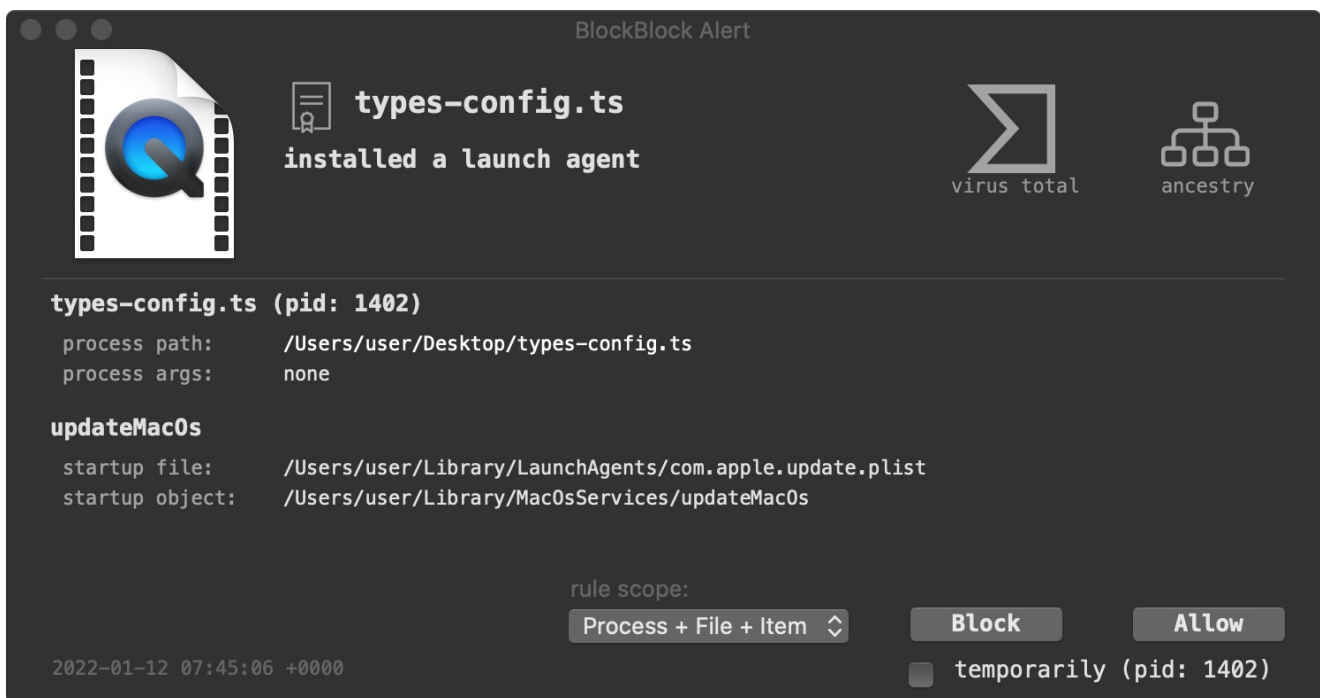 BlockBlock Alert
types-config.ts
installed a launch agent
virus total
ancestry
types-config.ts (pid: 1402)
process path: /Users/user/Desktop/types-config.ts
process args: none
updateMacOs
startup file: /Users/user/Library/LaunchAgents/com.apple.update.plist
startup object: /Users/user/Library/MacOsServices/updateMacOs
rule scope:
Process + File + Item
Block
Allow
2022-01-12 07:45:06 +0000
temporarily (pid: 1402)